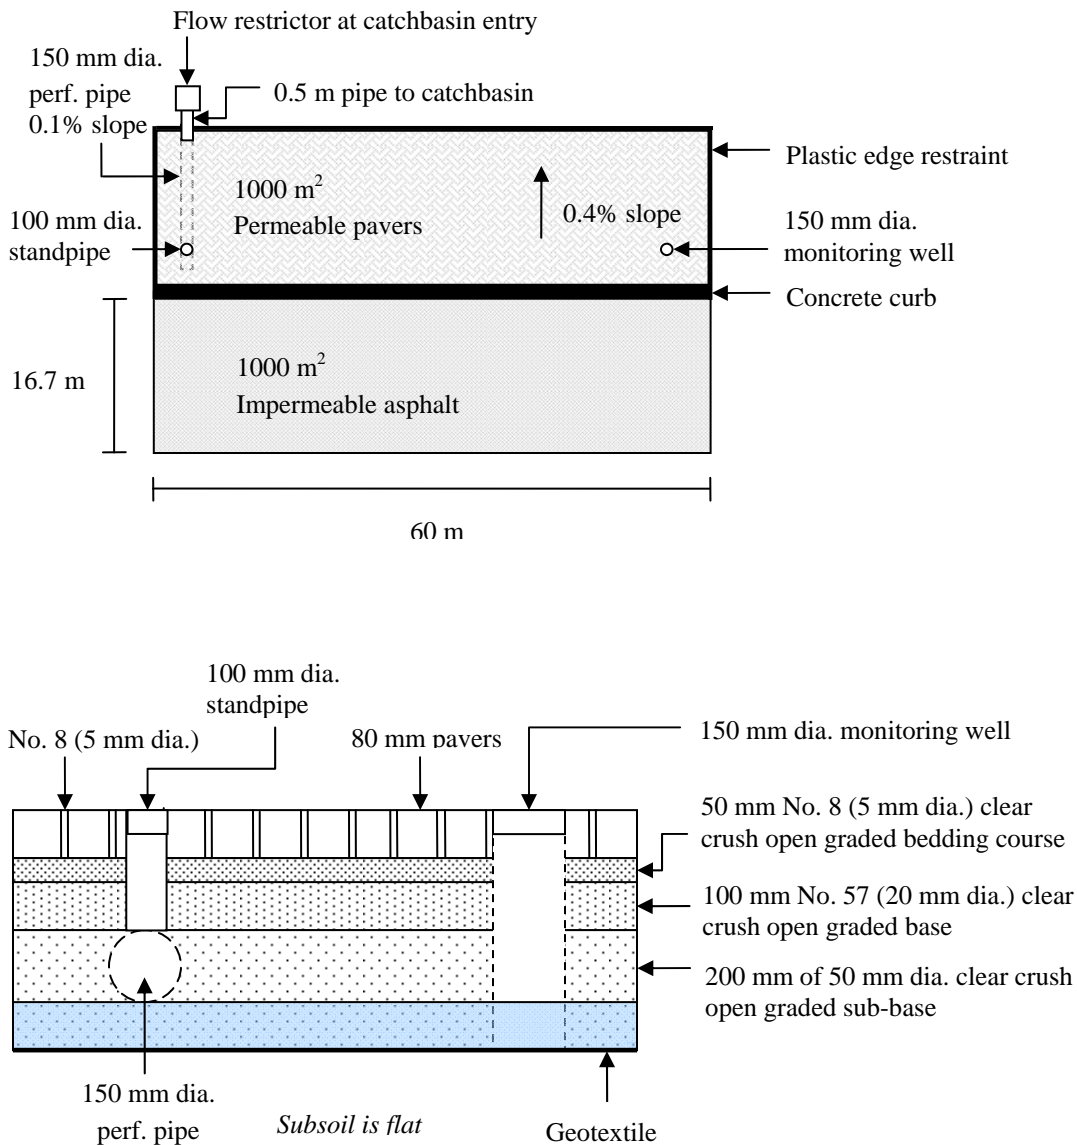 Flow restrictor at catchbasin entry
150 mm dia.
perf. pipe
0.1% slope
0.5 m pipe to catchbasin
Plastic edge restraint
1000 m²
Permeable pavers
0.4% slope
100 mm dia.
standpipe
150 mm dia.
monitoring well
Concrete curb
16.7 m
1000 m²
Impermeable asphalt
60 m
100 mm dia.
standpipe
No. 8 (5 mm dia.)
80 mm pavers
150 mm dia. monitoring well
50 mm No. 8 (5 mm dia.) clear
crush open graded bedding course
100 mm No. 57 (20 mm dia.) clear
crush open graded base
200 mm of 50 mm dia. clear crush
open graded sub-base
150 mm dia.
perf. pipe
Subsoil is flat
Geotextile